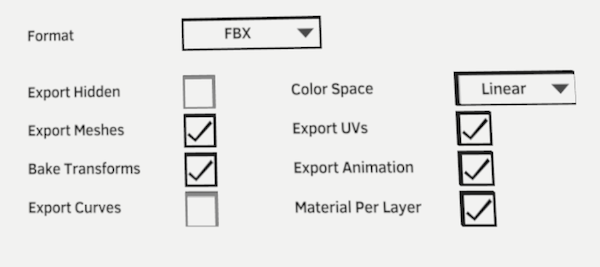 Format FBX
Export Hidden Color Space Linear
Export Meshes Export UVs
Bake Transforms Export Animation
Export Curves Material Per Layer